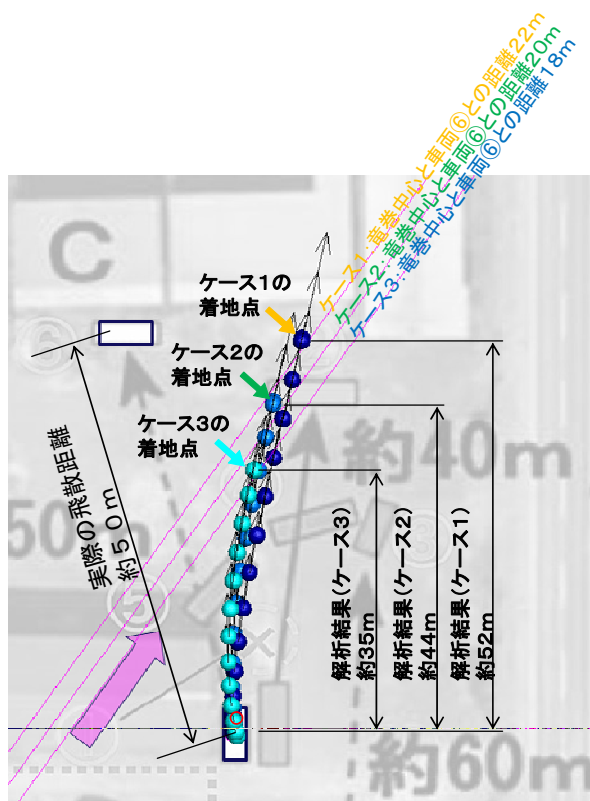 ケース1:竜巻中心と車両⑥との距離22m
ケース2:竜巻中心と車両⑥との距離20m
ケース3:竜巻中心と車両⑥との距離18m
C
ケース1の
着地点
⑥
ケース2の
着地点
ケース3の
着地点
約40m
実際の飛散距離
約50m
50m
⑤
解析結果(ケース3)
約35m
解析結果(ケース2)
約44m
解析結果(ケース1)
約52m
約60m